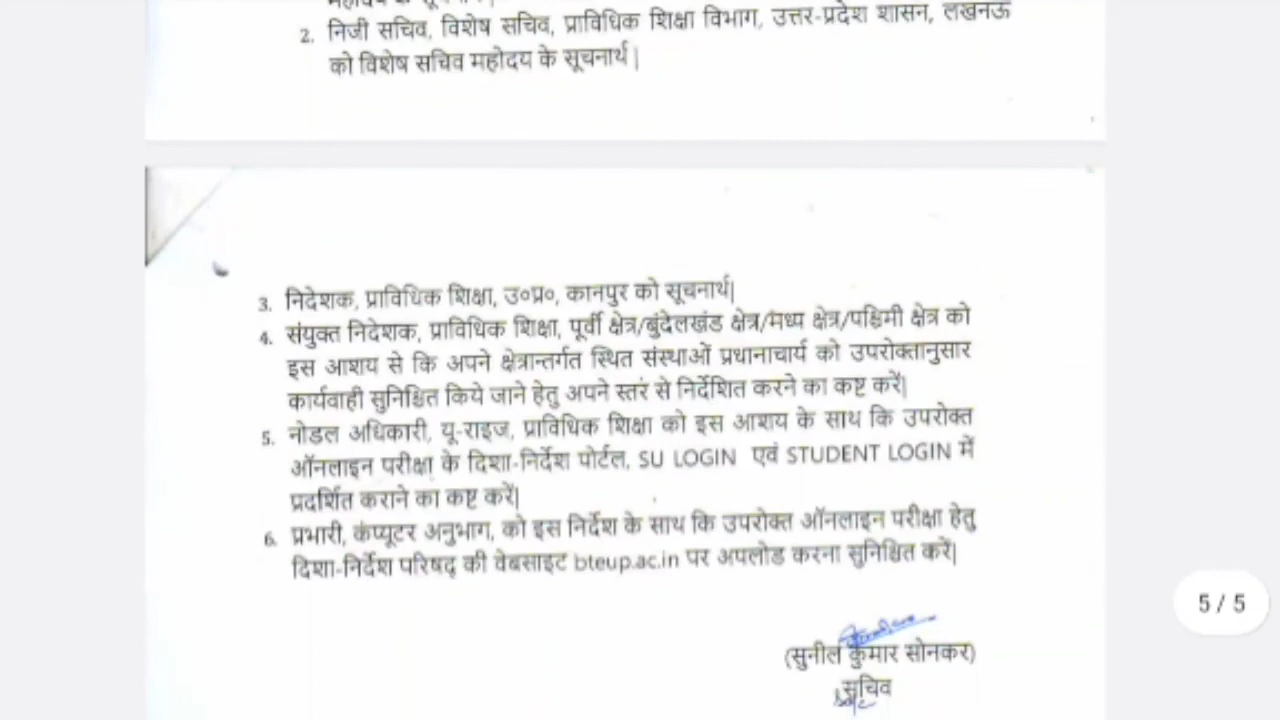 2. निजी सचिव, विशेष सचिव, प्राविधिक शिक्षा विभाग, उत्तर-प्रदेश शासन, लखनऊ
को विशेष सचिव महोदय के सूचनार्थ|
3. निदेशक, प्राविधिक शिक्षा, उ०प्र०, कानपुर को सूचनार्थ|
4. संयुक्त निदेशक, प्राविधिक शिक्षा, पूर्वी क्षेत्र/बुंदेलखंड क्षेत्र/मध्य क्षेत्र/पश्चिमी क्षेत्र को
इस आशय से कि अपने क्षेत्रान्तर्गत स्थित संस्थाओं प्रधानाचार्य को उपरोक्तानुसार
कार्यवाही सुनिश्चित किये जाने हेतु अपने स्तर से निर्देशित करने का कष्ट करें|
5. नोडल अधिकारी, यू-राइज, प्राविधिक शिक्षा को इस आशय के साथ कि उपरोक्त
ऑनलाइन परीक्षा के दिशा-निर्देश पोर्टल, SU LOGIN एवं STUDENT LOGIN में
प्रदर्शित कराने का कष्ट करें|
6. प्रभारी, कंप्यूटर अनुभाग, को इस निर्देश के साथ कि उपरोक्त ऑनलाइन परीक्षा हेतु
दिशा-निर्देश परिषद् की वेबसाइट bteup.ac.in पर अपलोड करना सुनिश्चित करें|
5 / 5
(सुनील कुमार सोनकर)
सचिव